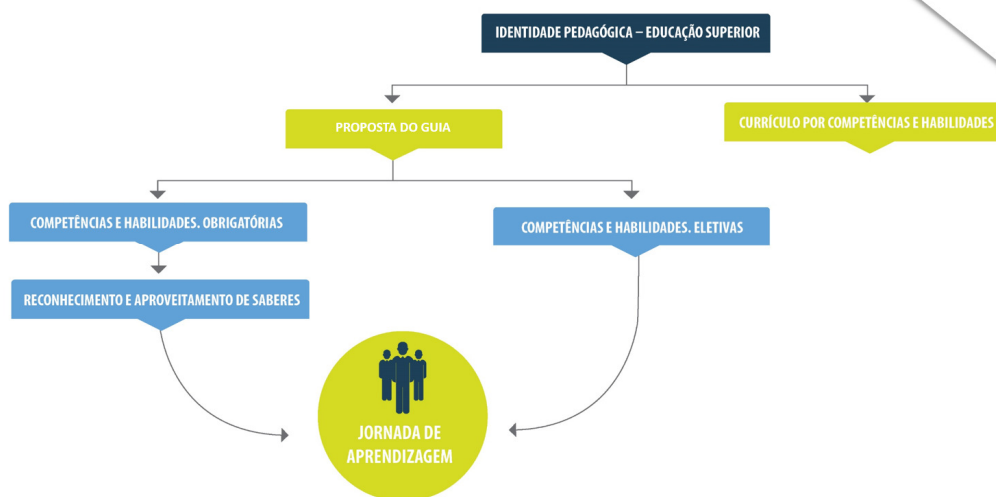 IDENTIDADE PEDAGÓGICA – EDUCAÇÃO SUPERIOR
PROPOSTA DO GUIA
CURRÍCULO POR COMPETÊNCIAS E HABILIDADES
COMPETÊNCIAS E HABILIDADES. OBRIGATÓRIAS
COMPETÊNCIAS E HABILIDADES. ELETIVAS
RECONHECIMENTO E APROVEITAMENTO DE SABERES
JORNADA DE
APRENDIZAGEM